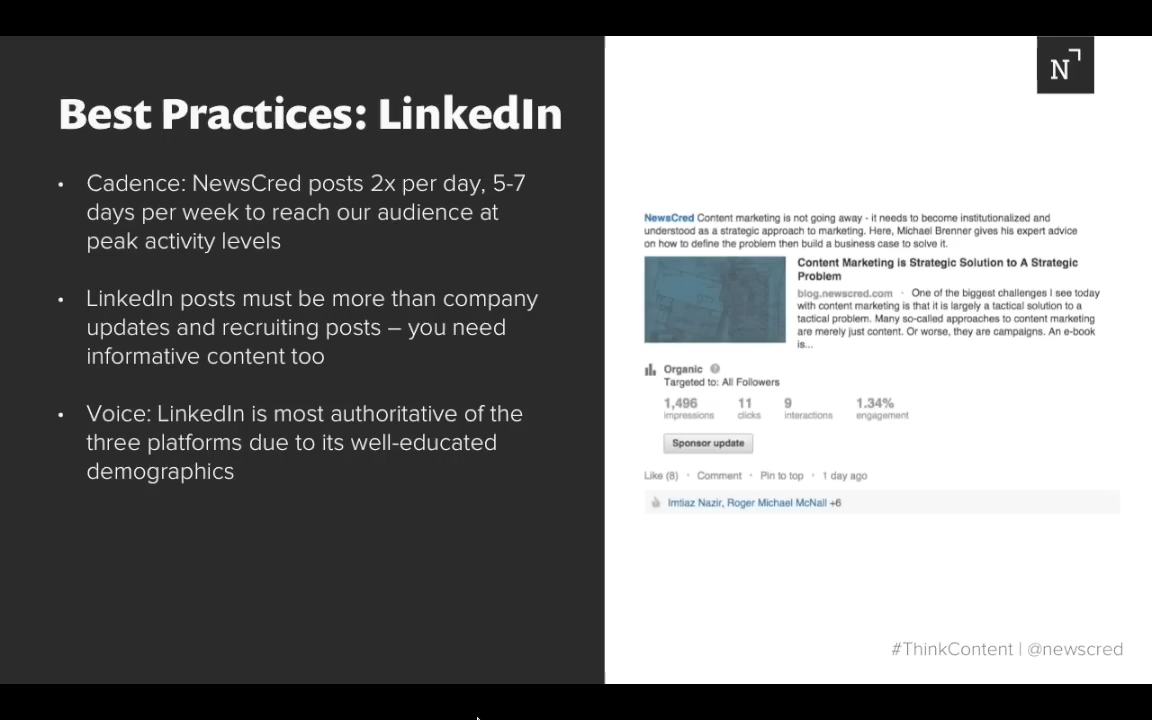 Best Practices: LinkedIn
• Cadence: NewsCred posts 2x per day, 5-7
days per week to reach our audience at
peak activity levels
• LinkedIn posts must be more than company
updates and recruiting posts – you need
informative content too
• Voice: LinkedIn is most authoritative of the
three platforms due to its well-educated
demographics
N
NewsCred Content marketing is not going away - it needs to become institutionalized and
understood as a strategic approach to marketing. Here, Michael Brenner gives his expert advice
on how to define the problem then build a business case to solve it.
Content Marketing is Strategic Solution to A Strategic
Problem
blog.newscred.com · One of the biggest challenges I see today
with content marketing is that it is largely a tactical solution to a
tactical problem. Many so-called approaches to content marketing
are merely just content. Or worse, they are campaigns. An e-book
is...
Organic ?
Targeted to: All Followers
1,496 11 9 1.34%
impressions clicks interactions engagement
Sponsor update
Like (8) · Comment · Pin to top · 1 day ago
Imtiaz Nazir, Roger Michael McNall +6
#ThinkContent | @newscred